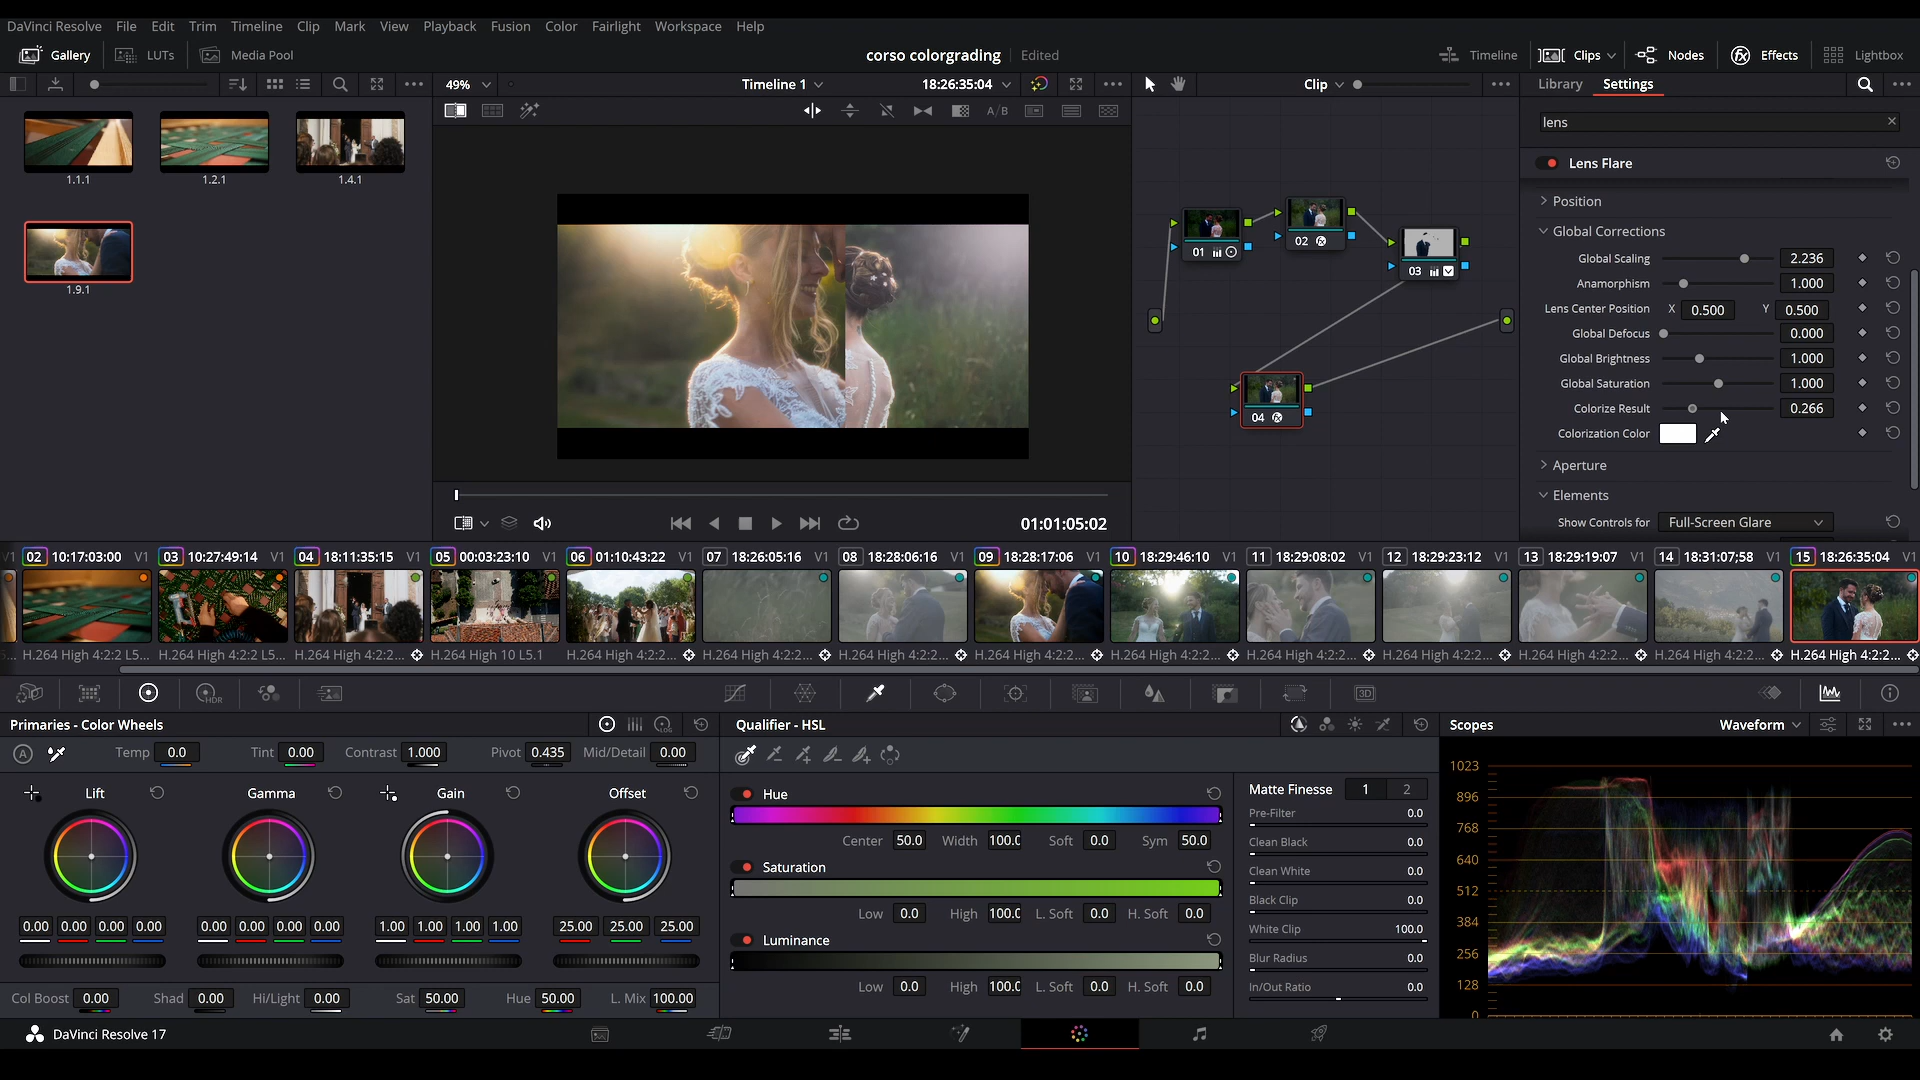 DaVinci Resolve File Edit Trim Timeline Clip Mark View Playback Fusion Color Fairlight Workspace Help
Gallery LUTs Media Pool corso colorgrading Edited Timeline Clips Nodes Effects Lightbox
49% Timeline 1 18:26:35:04 Clip Library Settings
A/B
lens
Lens Flare
1.1.1 1.2.1 1.4.1
1.9.1
01 02 03 04
Position
Global Corrections
Global Scaling 2.236
Anamorphism 1.000
Lens Center Position X 0.500 Y 0.500
Global Defocus 0.000
Global Brightness 1.000
Global Saturation 1.000
Colorize Result 0.266
Colorization Color
Aperture
Elements
Show Controls for Full-Screen Glare
01:01:05:02
V1 02 10:17:03:00 V1 03 10:27:49:14 V1 04 18:11:35:15 V1 05 00:03:23:10 V1 06 01:10:43:22 V1 07 18:26:05:16 V1 08 18:28:06:16 V1 09 18:28:17:06 V1 10 18:29:46:10 V1 11 18:29:08:02 V1 12 18:29:23:12 V1 13 18:29:19:07 V1 14 18:31:07;58 V1 15 18:26:35:04 V1
5... H.264 High 4:2:2 L5... H.264 High 4:2:2 L5... H.264 High 4:2:2... H.264 High 10 L5.1 H.264 High 4:2:2... H.264 High 4:2:2... H.264 High 4:2:2... H.264 High 4:2:2... H.264 High 4:2:2... H.264 High 4:2:2... H.264 High 4:2:2... H.264 High 4:2:2... H.264 High 4:2:2... H.264 High 4:2:2...
HDR 3D
Primaries - Color Wheels LOG Qualifier - HSL Scopes Waveform
A Temp 0.0 Tint 0.00 Contrast 1.000 Pivot 0.435 Mid/Detail 0.00
Lift Gamma Gain Offset
0.00 0.00 0.00 0.00 0.00 0.00 0.00 0.00 1.00 1.00 1.00 1.00 25.00 25.00 25.00
Col Boost 0.00 Shad 0.00 Hi/Light 0.00 Sat 50.00 Hue 50.00 L. Mix 100.00
Hue
Center 50.0 Width 100.0 Soft 0.0 Sym 50.0
Saturation
Low 0.0 High 100.0 L. Soft 0.0 H. Soft 0.0
Luminance
Low 0.0 High 100.0 L. Soft 0.0 H. Soft 0.0
Matte Finesse 1 2
Pre-Filter 0.0
Clean Black 0.0
Clean White 0.0
Black Clip 0.0
White Clip 100.0
Blur Radius 0.0
In/Out Ratio 0.0
1023
896
768
640
512
384
256
128
0
DaVinci Resolve 17